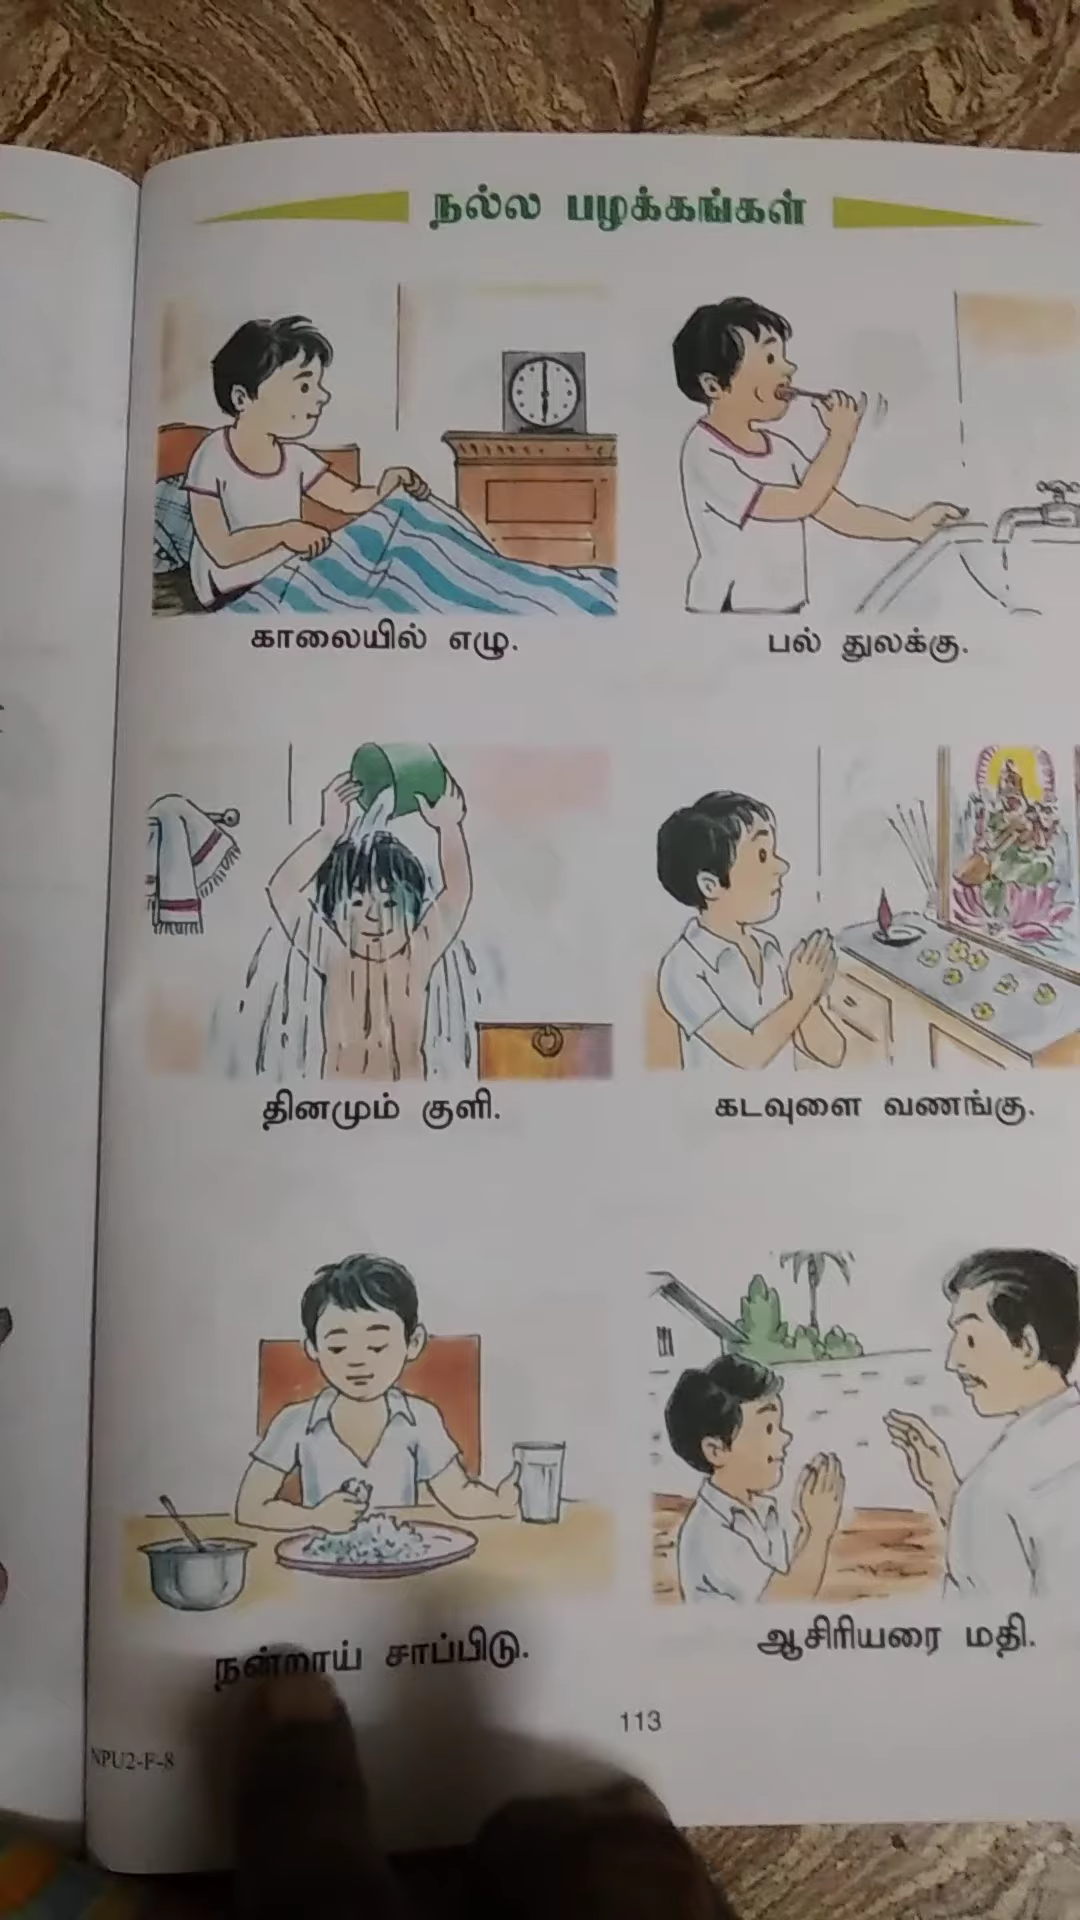 நல்ல பழக்கங்கள்
காலையில் எழு.
பல் துலக்கு.
தினமும் குளி.
கடவுளை வணங்கு.
நன்றாய் சாப்பிடு.
ஆசிரியரை மதி.
113
NPU2-F-8